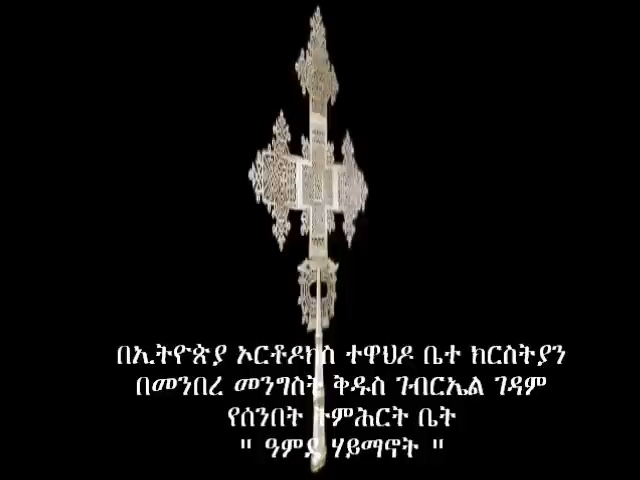 በኢትዮጵያ ኦርቶዶክስ ተዋህዶ ቤተ ክርስትያን
በመንበረ መንግስት ቅዱስ ገብርኤል ገዳም
የሰንበት ትምሕርት ቤት
" ዓምደ ሃይማኖት "